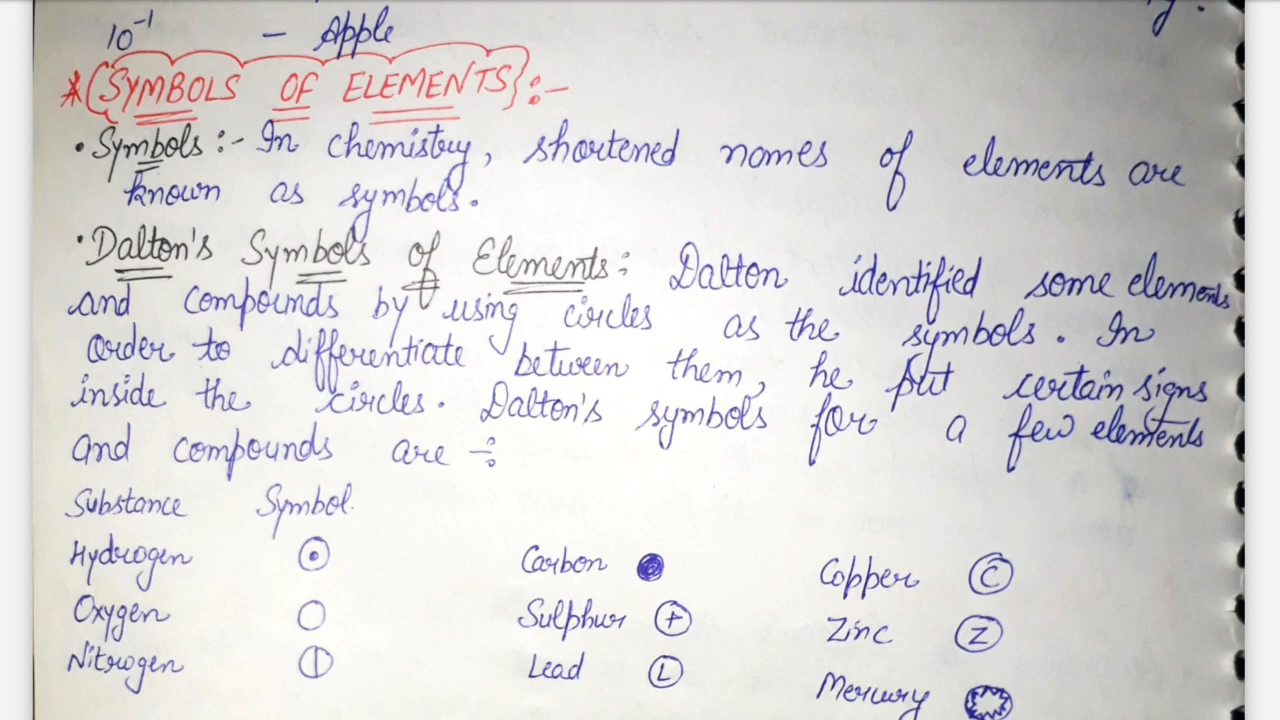 10⁻¹ – Apple
*{SYMBOLS OF ELEMENTS}:-
• Symbols :- In chemistry, shortened names of elements are
known as symbols.
• Dalton's Symbols of Elements: Dalton identified some elements
and compounds by using circles as the symbols. In
order to differentiate between them, he put certain signs
inside the circles. Dalton's symbols for a few elements
and compounds are ÷
Substance Symbol.
Hydrogen Carbon Copper C
Oxygen Sulphur + Zinc Z
Nitrogen Lead L Mercury